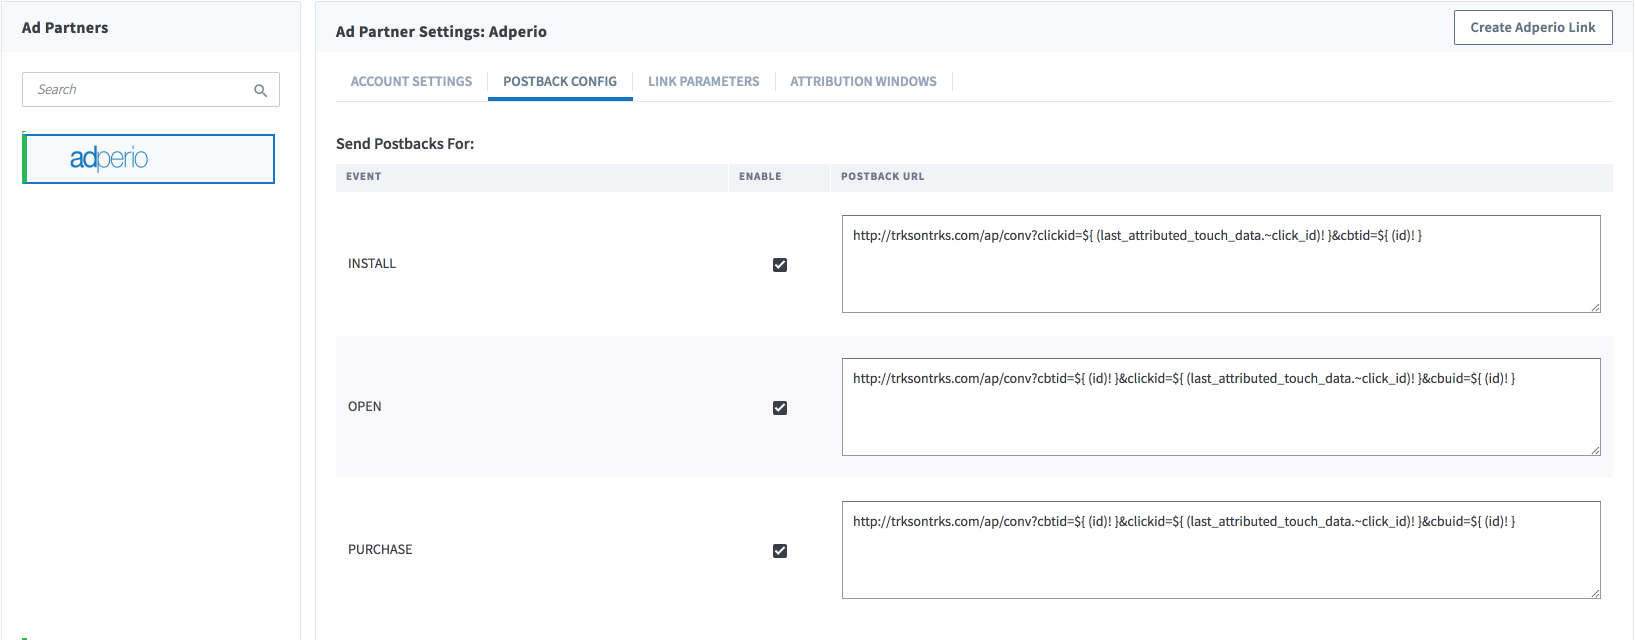 Ad Partners
Search
adperio
Ad Partner Settings: Adperio
Create Adperio Link
ACCOUNT SETTINGS
POSTBACK CONFIG
LINK PARAMETERS
ATTRIBUTION WINDOWS
Send Postbacks For:
EVENT ENABLE POSTBACK URL
INSTALL
http://trksontrks.com/ap/conv?clickid=${ (last_attributed_touch_data.~click_id)! }&cbtid=${ (id)! }
OPEN
http://trksontrks.com/ap/conv?cbtid=${ (id)! }&clickid=${ (last_attributed_touch_data.~click_id)! }&cbuid=${ (id)! }
PURCHASE
http://trksontrks.com/ap/conv?cbtid=${ (id)! }&clickid=${ (last_attributed_touch_data.~click_id)! }&cbuid=${ (id)! }